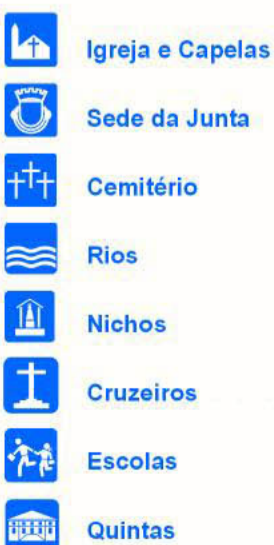 Igreja e Capelas
Sede da Junta
Cemitério
Rios
Nichos
Cruzeiros
Escolas
Quintas